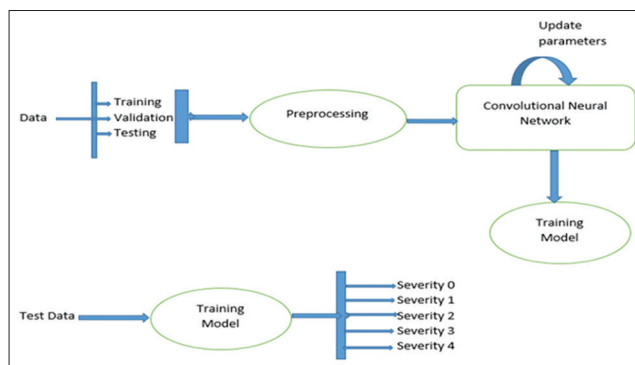 Update
parameters
Data
Training
Validation
Testing
Preprocessing
Convolutional Neural
Network
Training
Model
Test Data
Training
Model
Severity 0
Severity 1
Severity 2
Severity 3
Severity 4